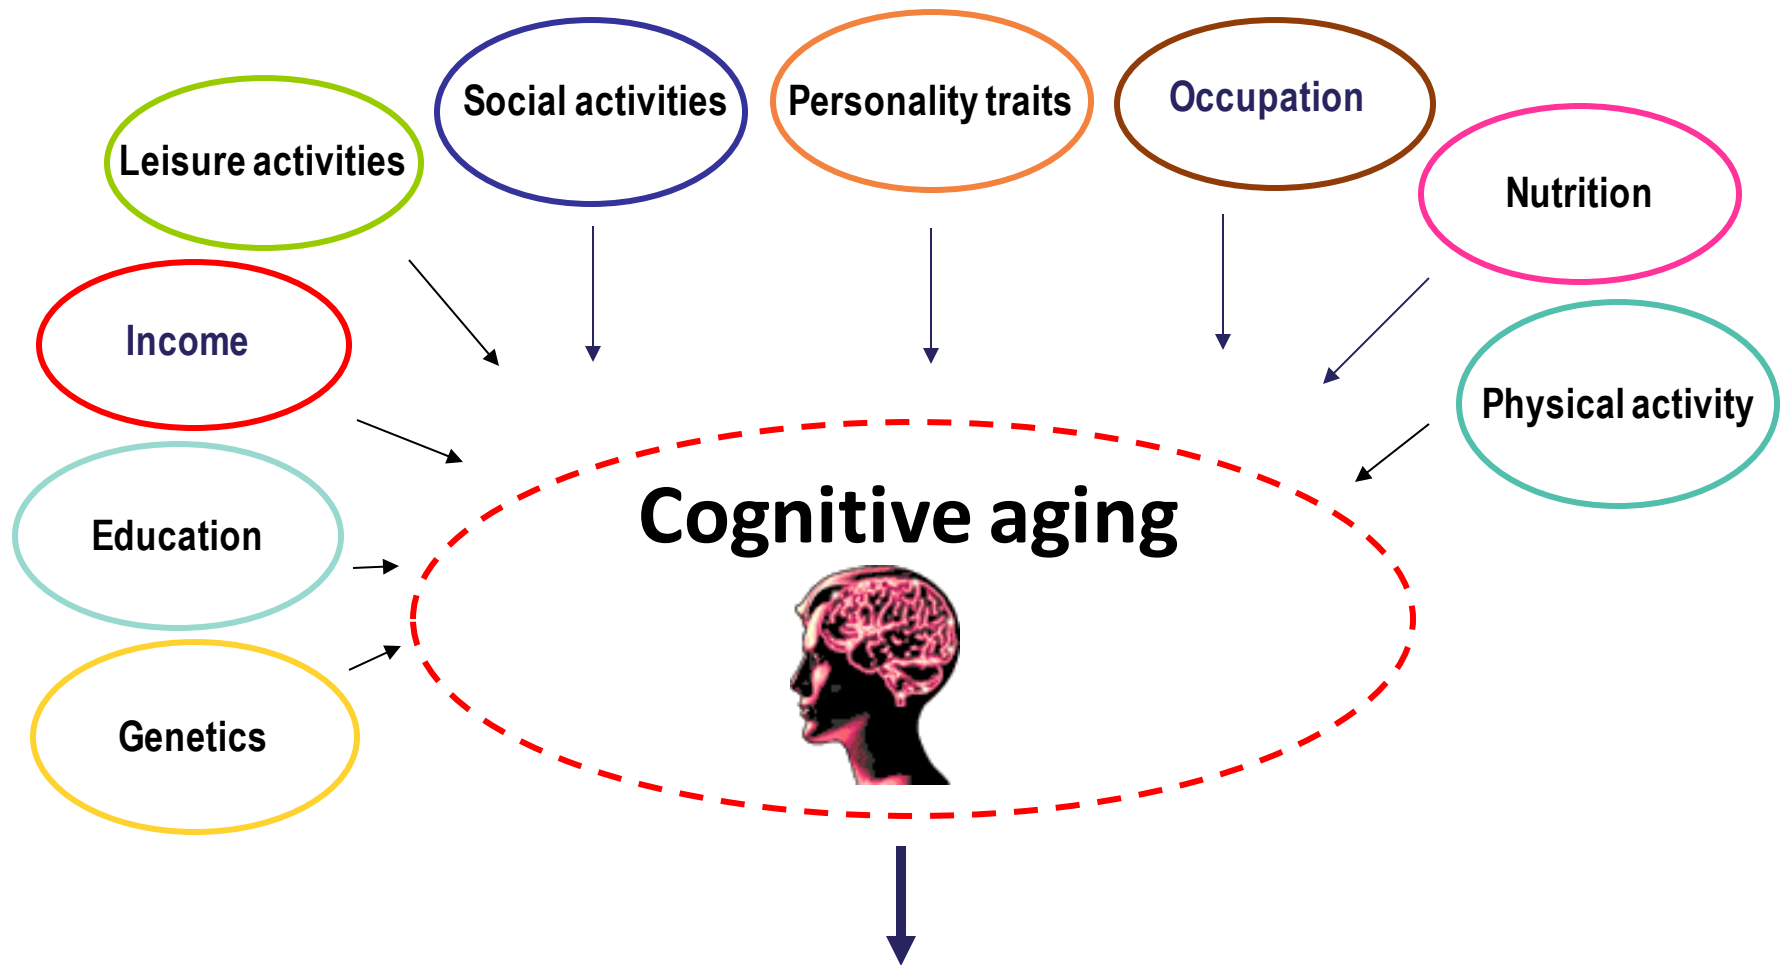 Social activities
Personality traits
Occupation
Leisure activities
Nutrition
Income
Physical activity
Cognitive aging
Education
Genetics